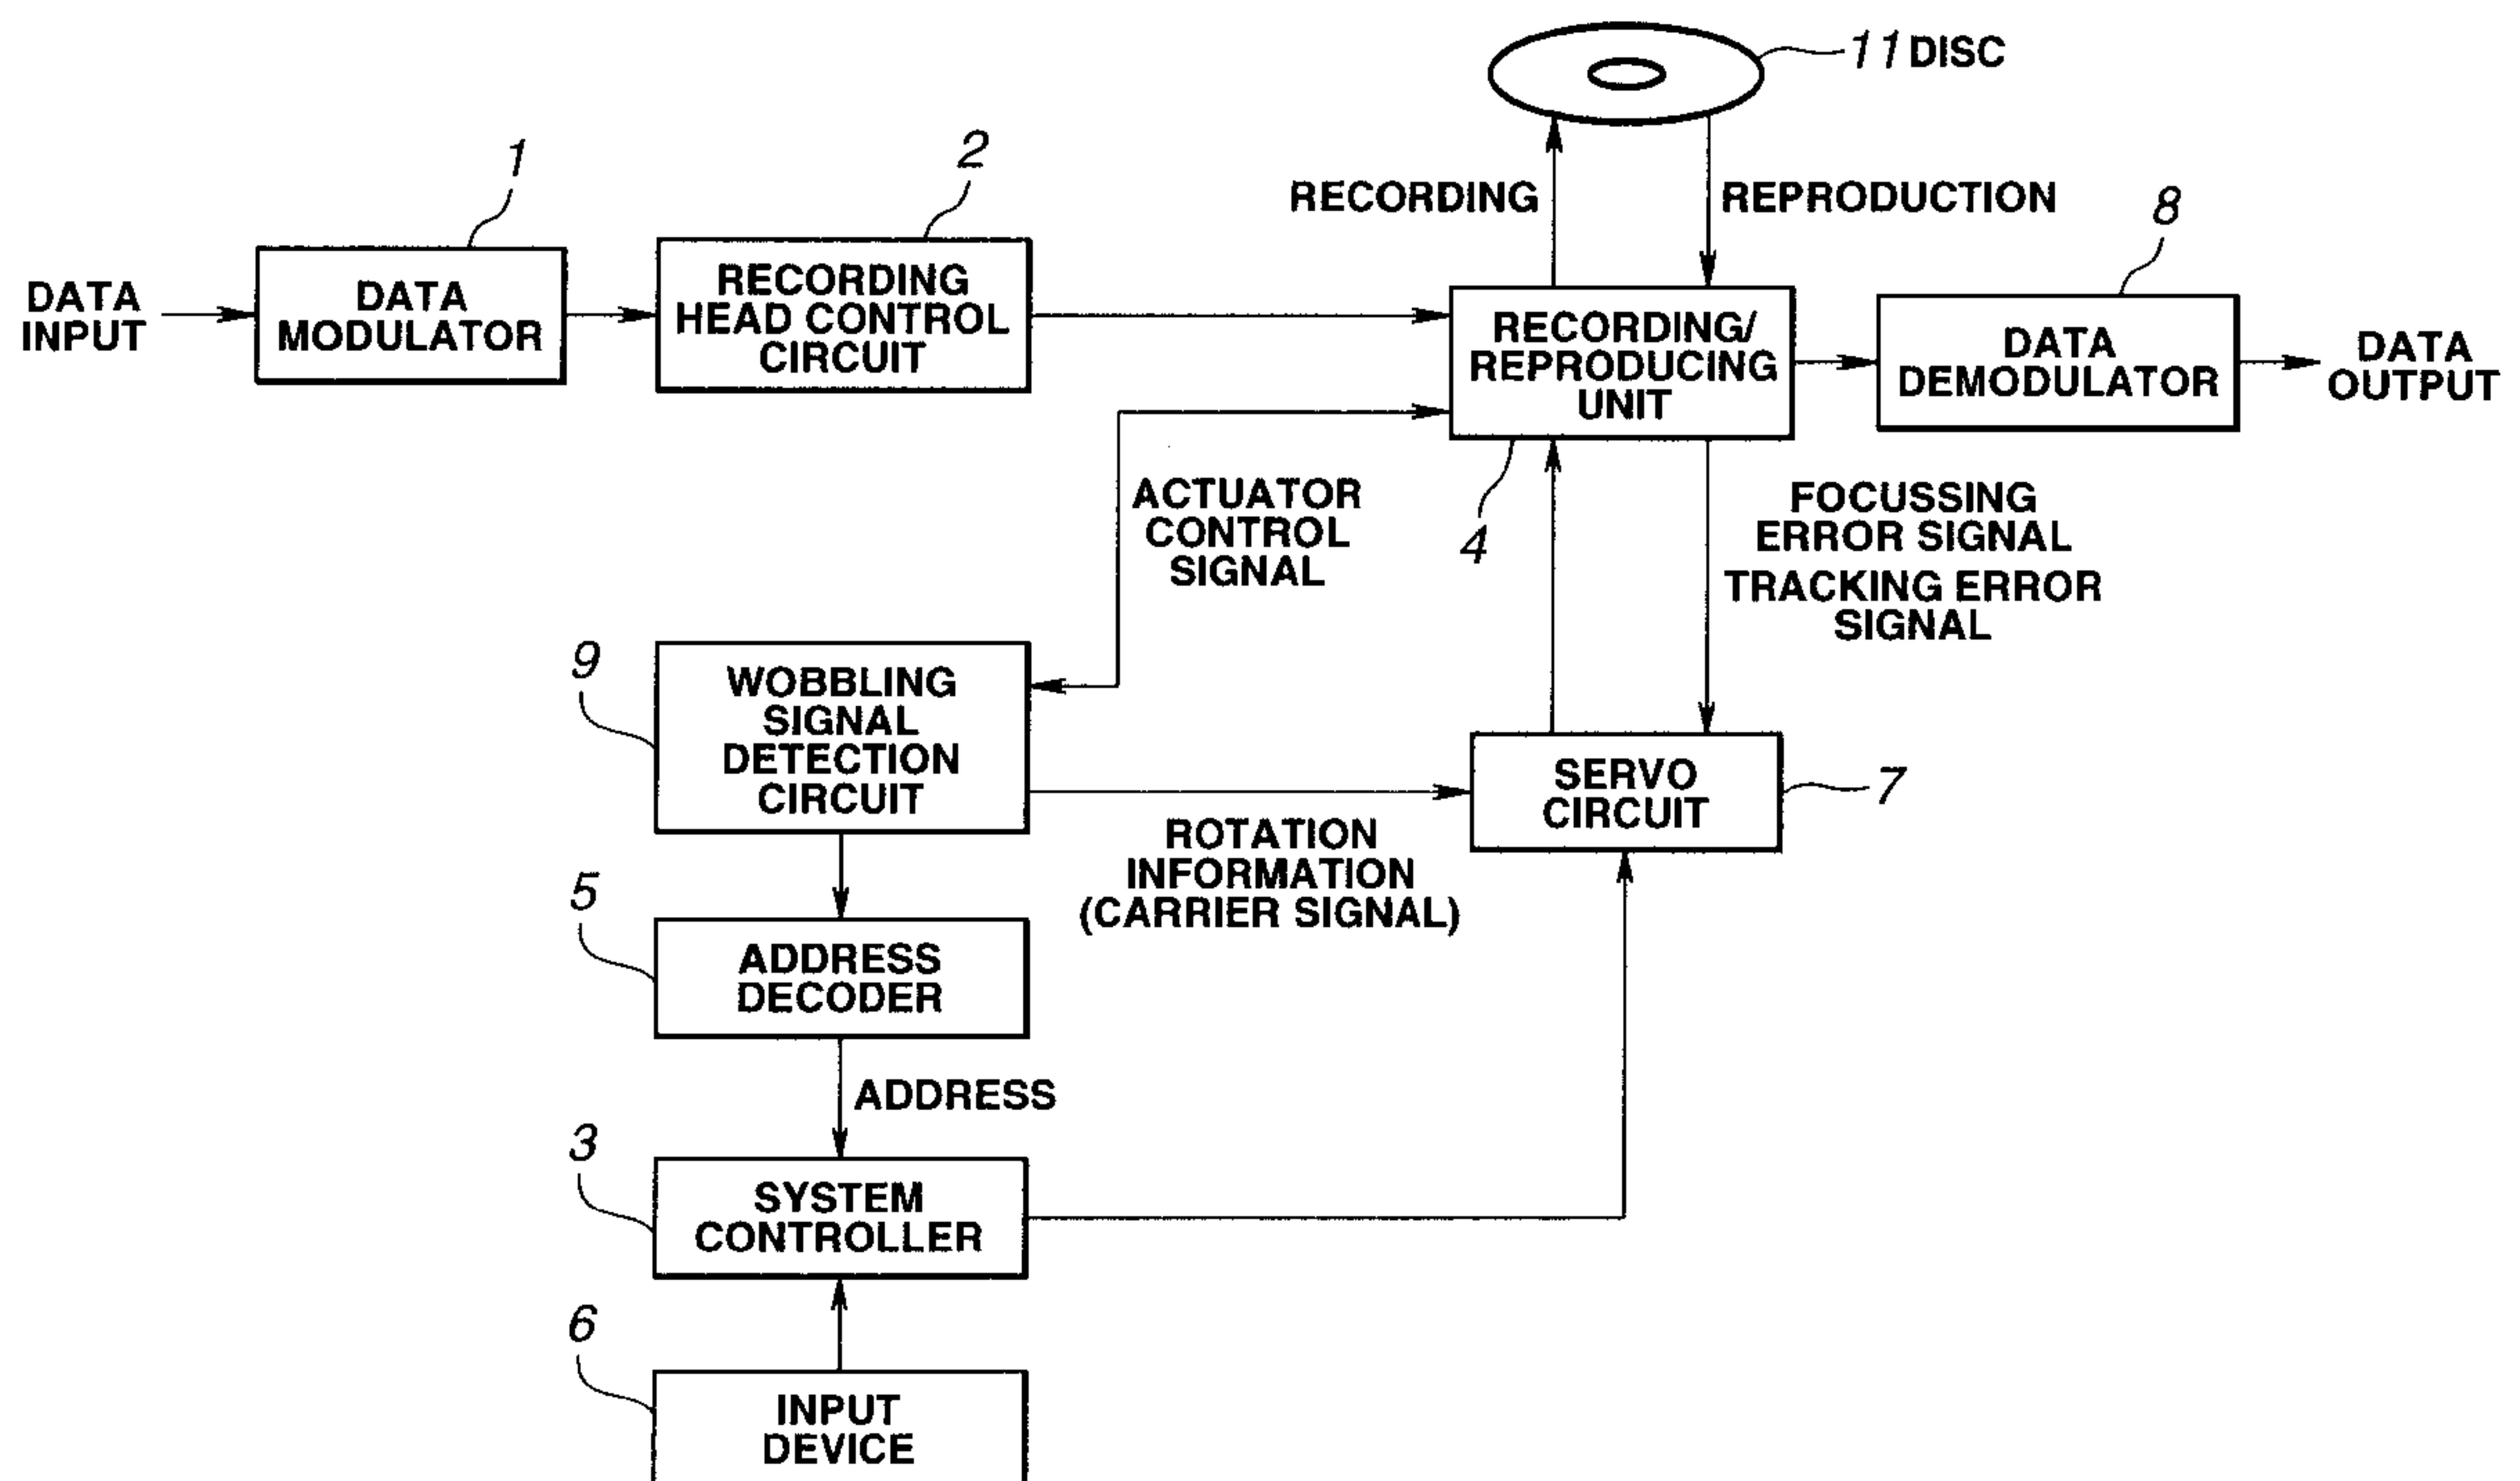 11 DISC
1
2
RECORDING
REPRODUCTION
8
DATA
INPUT
DATA
MODULATOR
RECORDING
HEAD CONTROL
CIRCUIT
RECORDING/
REPRODUCING
UNIT
DATA
DEMODULATOR
DATA
OUTPUT
ACTUATOR
CONTROL
SIGNAL
4
FOCUSSING
ERROR SIGNAL
TRACKING ERROR
SIGNAL
9
WOBBLING
SIGNAL
DETECTION
CIRCUIT
SERVO
CIRCUIT
7
ROTATION
INFORMATION
(CARRIER SIGNAL)
5
ADDRESS
DECODER
ADDRESS
3
SYSTEM
CONTROLLER
6
INPUT
DEVICE